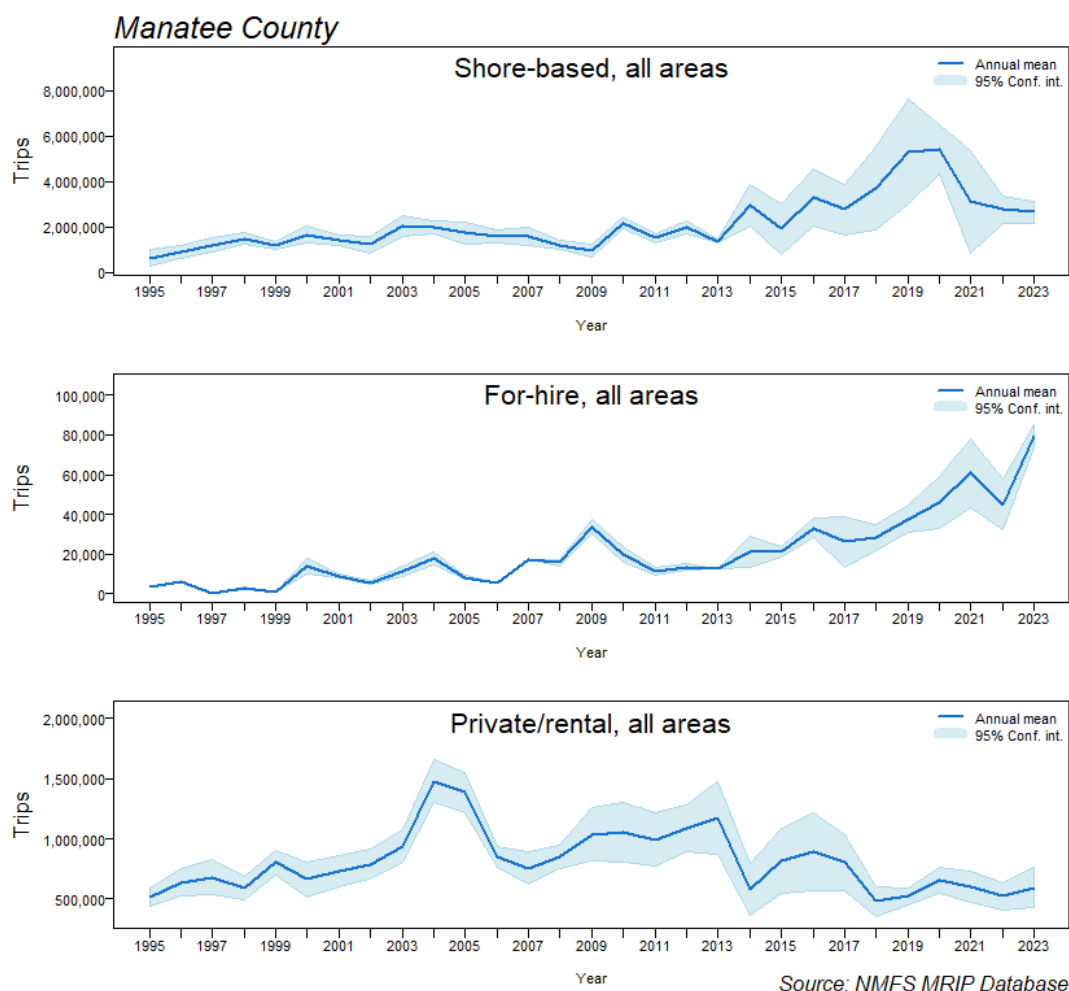 Manatee County
Shore-based, all areas
Annual mean
95% Conf. int.
Trips
8,000,000
6,000,000
4,000,000
2,000,000
0
1995 1997 1999 2001 2003 2005 2007 2009 2011 2013 2015 2017 2019 2021 2023
Year
For-hire, all areas
Annual mean
95% Conf. int.
Trips
100,000
80,000
60,000
40,000
20,000
0
1995 1997 1999 2001 2003 2005 2007 2009 2011 2013 2015 2017 2019 2021 2023
Year
Private/rental, all areas
Annual mean
95% Conf. int.
Trips
2,000,000
1,500,000
1,000,000
500,000
1995 1997 1999 2001 2003 2005 2007 2009 2011 2013 2015 2017 2019 2021 2023
Year
Source: NMFS MRIP Database